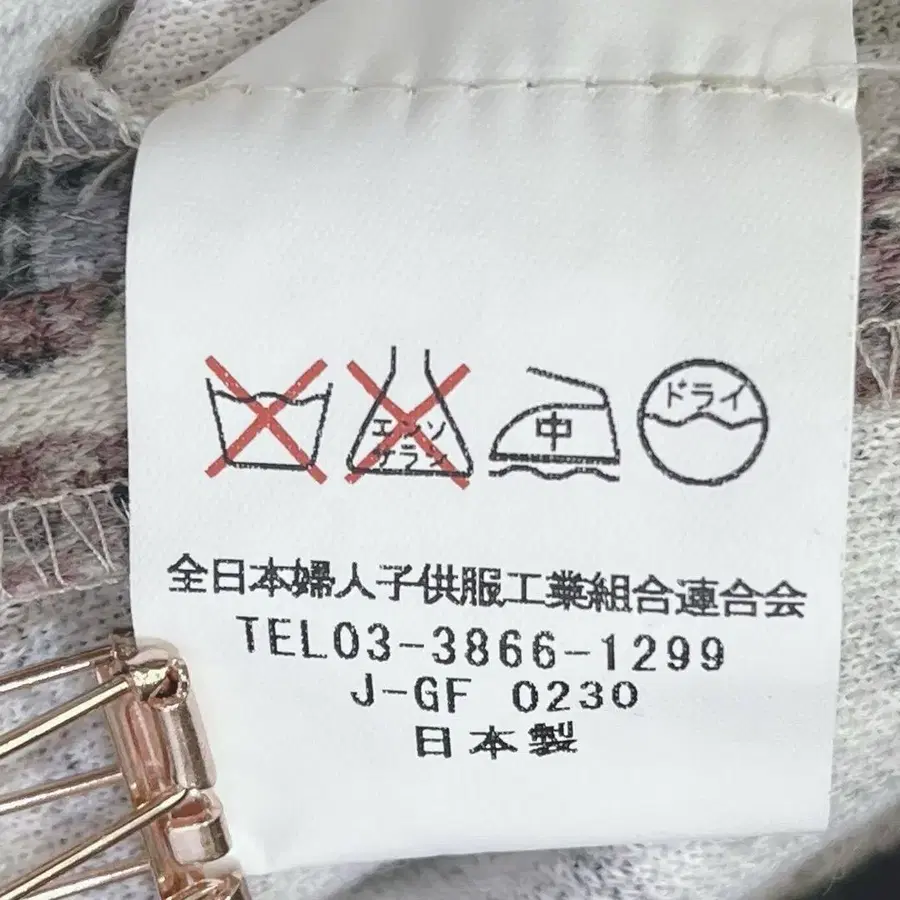 エンソ
サラシ
中
ドライ
全日本婦人子供服工業組合連合会
TEL03-3866-1299
J-GF 0230
日本製